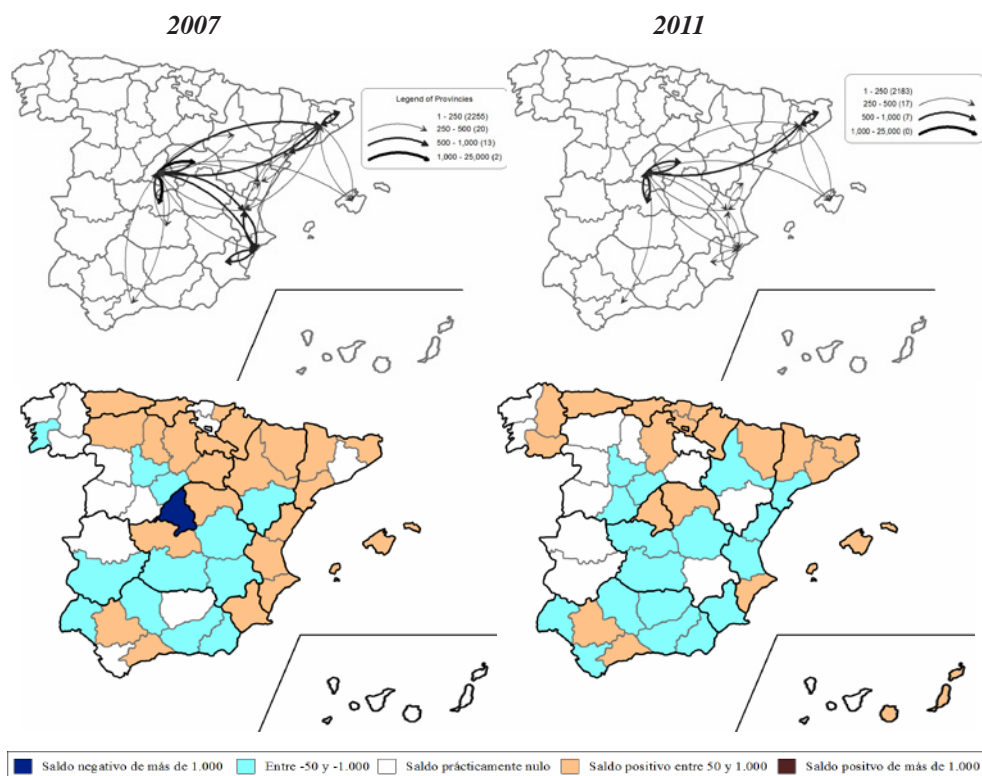 2007
2011
Legend of Provincies
1 - 250 (2255)
250 - 500 (20)
500 - 1,000 (13)
1,000 - 25,000 (2)
1 - 250 (2183)
250 - 500 (17)
500 - 1,000 (7)
1,000 - 25,000 (0)
Saldo negativo de más de 1.000 Entre -50 y -1.000 Saldo prácticamente nulo Saldo positivo entre 50 y 1.000 Saldo positvo de más de 1.000